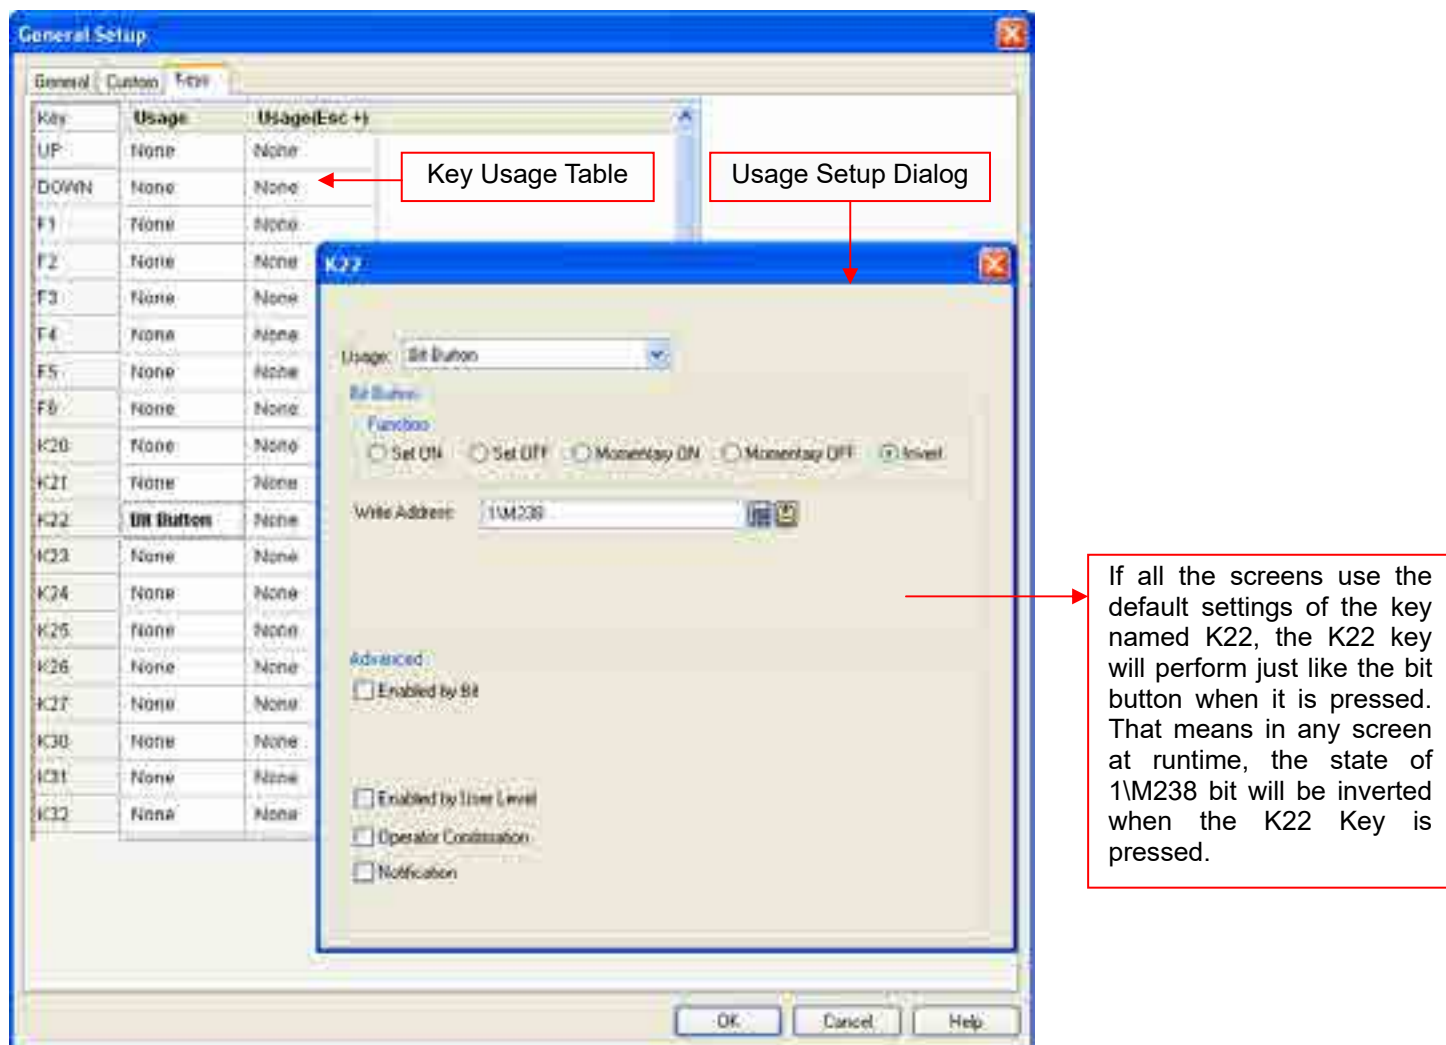 General Setup
General Custom Keys
Key Usage Usage(Esc +)
UP None None
DOWN None None
F1 None None
F2 None None
F3 None None
F4 None None
F5 None None
F6 None None
K20 None None
K21 None None
K22 Bit Button None
K23 None None
K24 None None
K25 None None
K26 None None
K27 None None
K30 None None
K31 None None
K32 None None
Key Usage Table
Usage Setup Dialog
K22
Usage: Bit Button
Bit Button
Function
Set ON Set OFF Momentary ON Momentary OFF Invert
Write Address: 1\M238
Advanced
Enabled by Bit
Enabled by User Level
Operator Confirmation
Notification
OK Cancel Help
If all the screens use the
default settings of the key
named K22, the K22 key
will perform just like the bit
button when it is pressed.
That means in any screen
at runtime, the state of
1\M238 bit will be inverted
when the K22 Key is
pressed.